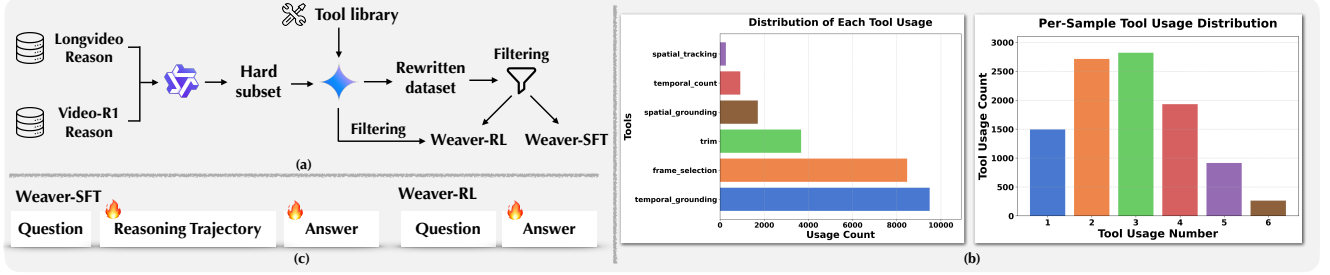 Tool library
Longvideo
Reason
Video-R1
Reason
Hard
subset
Rewritten
dataset
Filtering
Filtering
Weaver-RL
Weaver-SFT
(a)
Weaver-SFT
Question
Reasoning Trajectory
Answer
Weaver-RL
Question
Answer
(c)
Distribution of Each Tool Usage
Tools
spatial_tracking
temporal_count
spatial_grounding
trim
frame_selection
temporal_grounding
0 2000 4000 6000 8000 10000
Usage Count
Per-Sample Tool Usage Distribution
Tool Usage Count
3000
2500
2000
1500
1000
500
0
1 2 3 4 5 6
Tool Usage Number
(b)